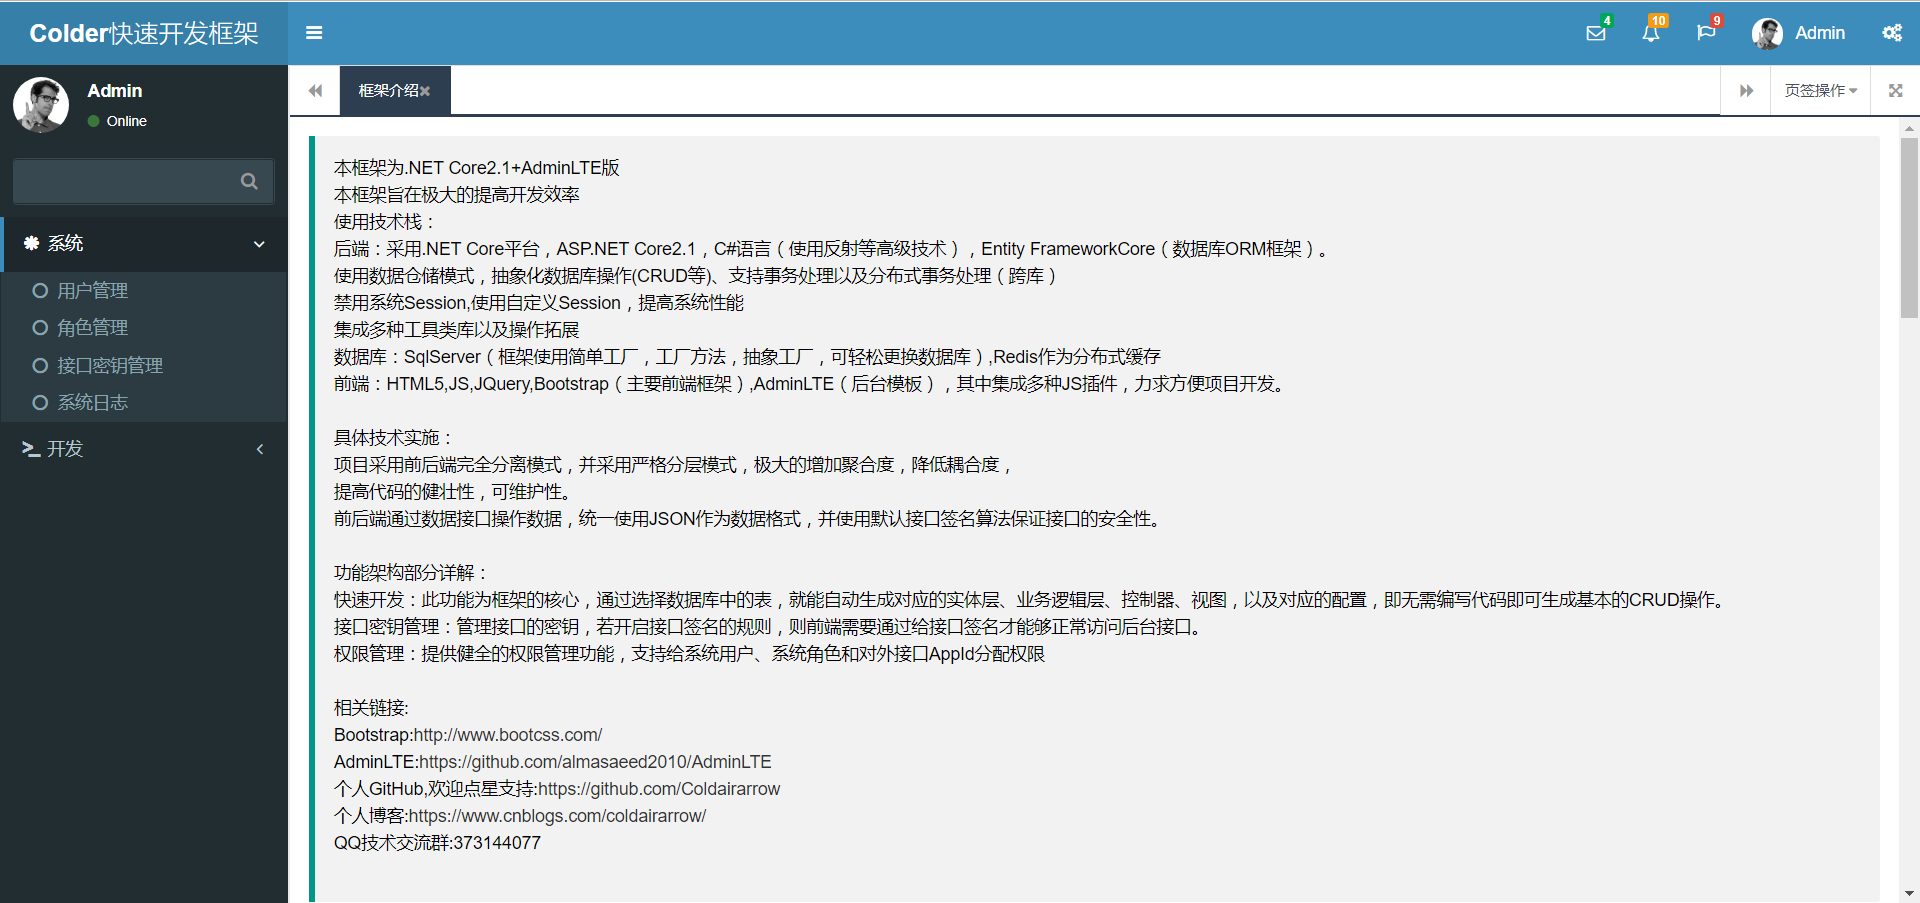 Colder快速开发框架
4
10
9
Admin
Admin
Online
框架介绍
页签操作
系统
用户管理
角色管理
接口密钥管理
系统日志
开发
本框架为.NET Core2.1+AdminLTE版
本框架旨在极大的提高开发效率
使用技术栈：
后端：采用.NET Core平台，ASP.NET Core2.1，C#语言（使用反射等高级技术），Entity FrameworkCore（数据库ORM框架）。
使用数据仓储模式，抽象化数据库操作(CRUD等)、支持事务处理以及分布式事务处理（跨库）
禁用系统Session,使用自定义Session，提高系统性能
集成多种工具类库以及操作拓展
数据库：SqlServer（框架使用简单工厂，工厂方法，抽象工厂，可轻松更换数据库）,Redis作为分布式缓存
前端：HTML5,JS,JQuery,Bootstrap（主要前端框架）,AdminLTE（后台模板），其中集成多种JS插件，力求方便项目开发。
具体技术实施：
项目采用前后端完全分离模式，并采用严格分层模式，极大的增加聚合度，降低耦合度，
提高代码的健壮性，可维护性。
前后端通过数据接口操作数据，统一使用JSON作为数据格式，并使用默认接口签名算法保证接口的安全性。
功能架构部分详解：
快速开发：此功能为框架的核心，通过选择数据库中的表，就能自动生成对应的实体层、业务逻辑层、控制器、视图，以及对应的配置，即无需编写代码即可生成基本的CRUD操作。
接口密钥管理：管理接口的密钥，若开启接口签名的规则，则前端需要通过给接口签名才能够正常访问后台接口。
权限管理：提供健全的权限管理功能，支持给系统用户、系统角色和对外接口AppId分配权限
相关链接:
Bootstrap:http://www.bootcss.com/
AdminLTE:https://github.com/almasaeed2010/AdminLTE
个人GitHub,欢迎点星支持:https://github.com/Coldairarrow
个人博客:https://www.cnblogs.com/coldairarrow/
QQ技术交流群:373144077